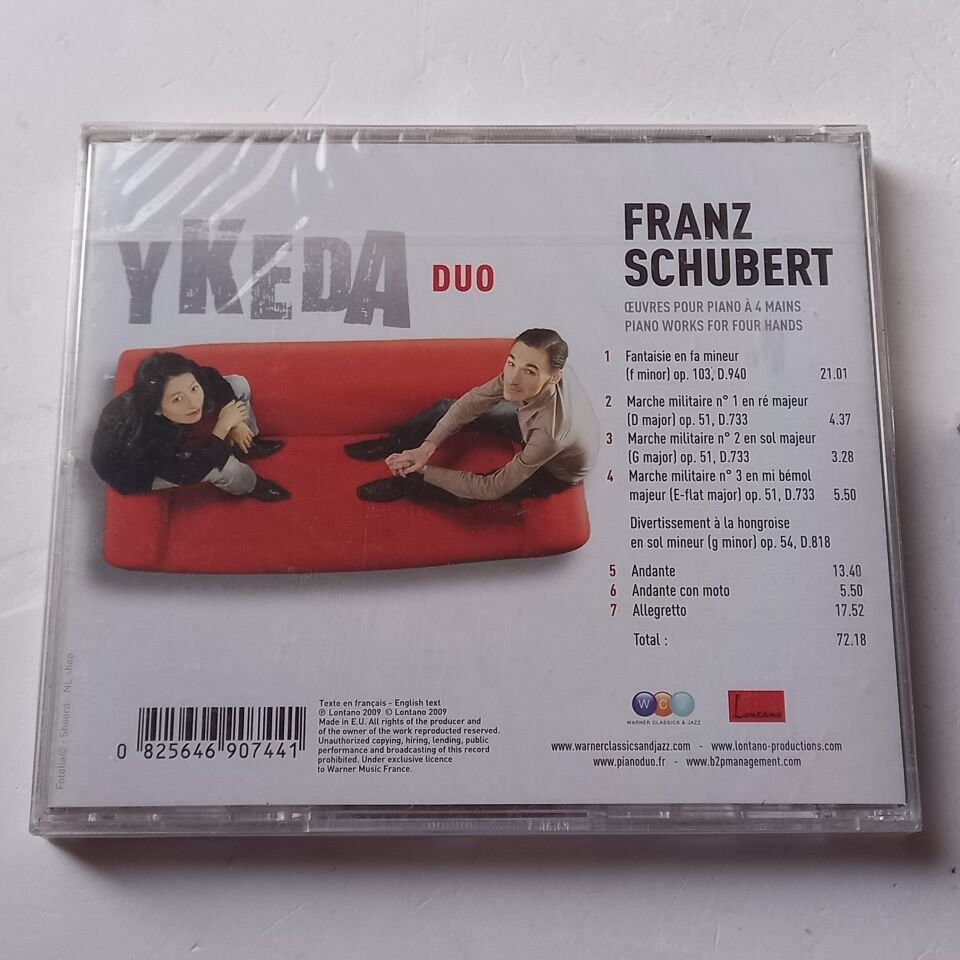 YKEDA DUO
FRANZ
SCHUBERT
ŒUVRES POUR PIANO À 4 MAINS
PIANO WORKS FOR FOUR HANDS
1 Fantaisie en fa mineur
(f minor) op. 103, D.940 21.01
2 Marche militaire n° 1 en ré majeur
(D major) op. 51, D.733 4.37
3 Marche militaire n° 2 en sol majeur
(G major) op. 51, D.733 3.28
4 Marche militaire n° 3 en mi bémol
majeur (E-flat major) op. 51, D.733 5.50
Divertissement à la hongroise
en sol mineur (g minor) op. 54, D.818
5 Andante 13.40
6 Andante con moto 5.50
7 Allegretto 17.52
Total : 72.18
Fotolia© : Sheorg - NL shop
0 825646 907441
Texte en français - English text
℗ Lontano 2009 © Lontano 2009
Made in E.U. All rights of the producer and
of the owner of the work reproducted reserved.
Unauthorized copying, hiring, lending, public
performance and broadcasting of this record
prohibited. Under exclusive licence
to Warner Music France.
WCJ
WARNER CLASSICS & JAZZ
Lontano
www.warnerclassicsandjazz.com - www.lontano-productions.com
www.pianoduo.fr - www.b2pmanagement.com